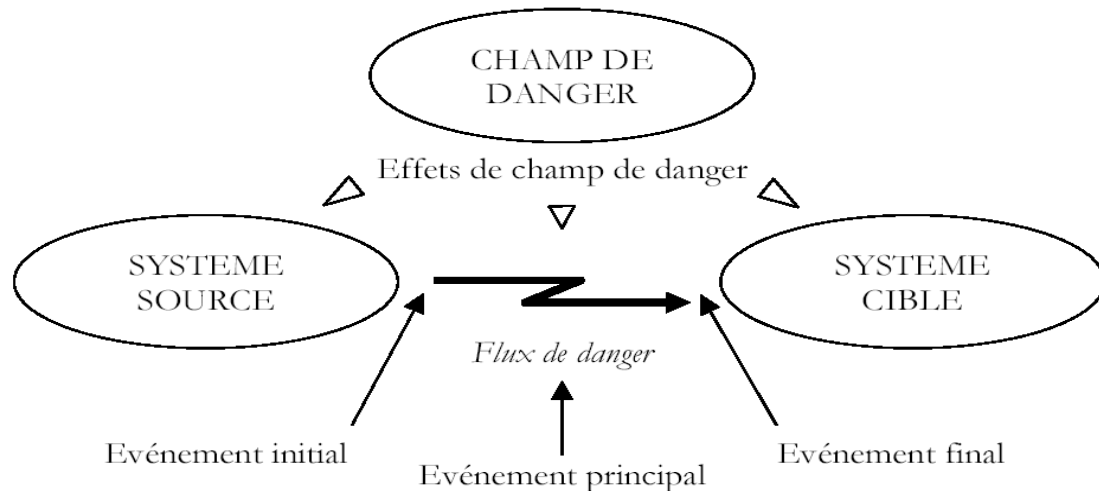 CHAMP DE
DANGER
Effets de champ de danger
SYSTEME
SOURCE
SYSTEME
CIBLE
Flux de danger
Evénement initial
Evénement principal
Evénement final